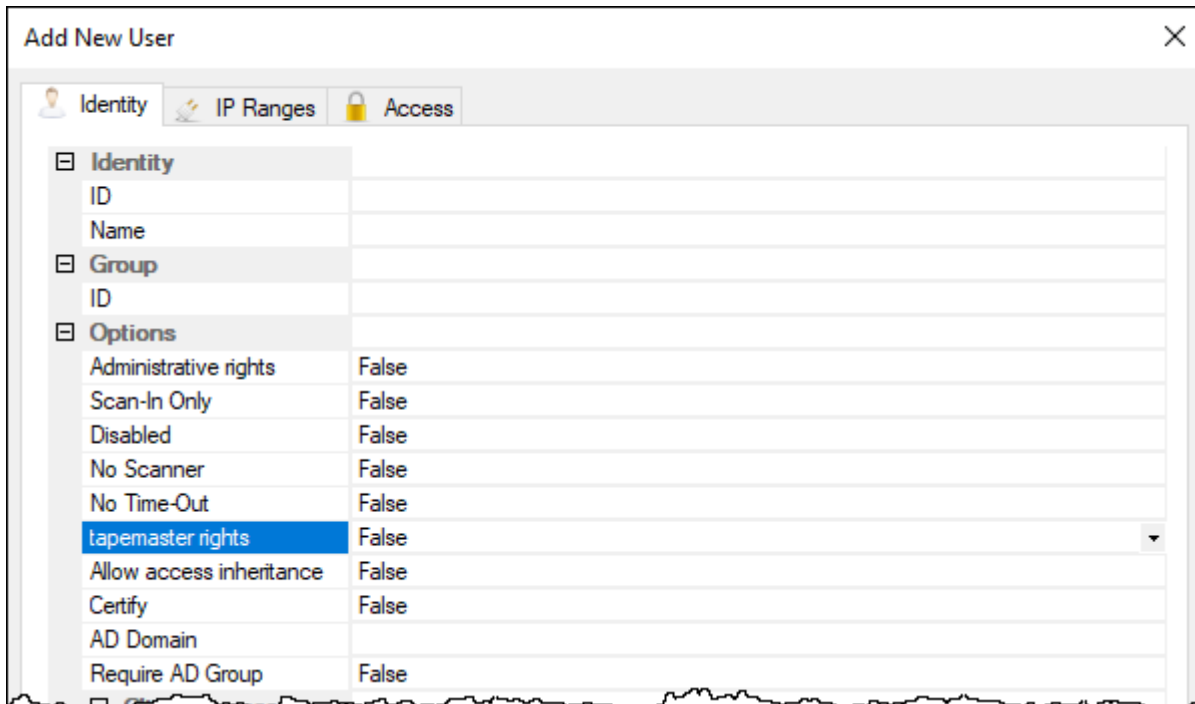 Add New User
Identity IP Ranges Access
Identity
ID
Name
Group
ID
Options
Administrative rights False
Scan-In Only False
Disabled False
No Scanner False
No Time-Out False
tapemaster rights False
Allow access inheritance False
Certify False
AD Domain
Require AD Group False